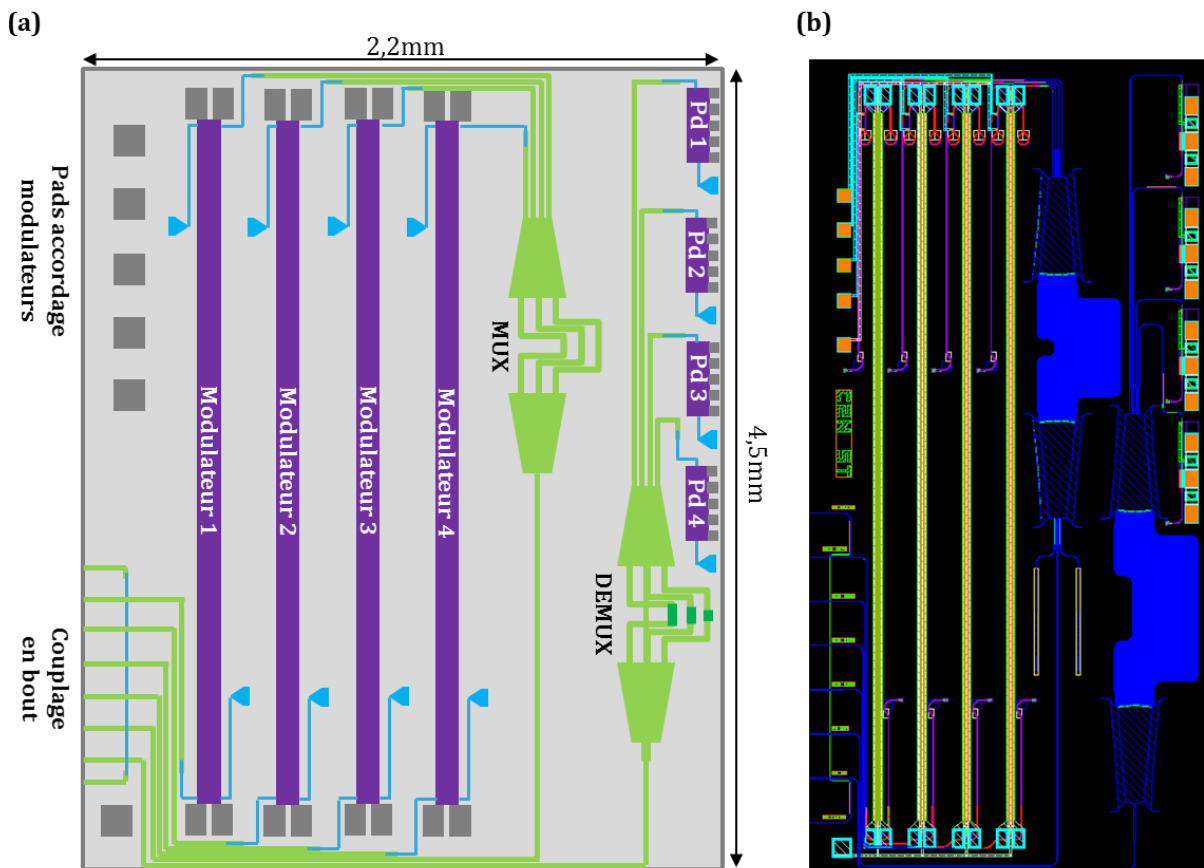 (a)
(b)
2,2mm
Pads accordage
modulateurs
Couplage
en bout
Modulateur 1
Modulateur 2
Modulateur 3
Modulateur 4
MUX
DEMUX
Pd 1
Pd 2
Pd 3
Pd 4
4,5mm